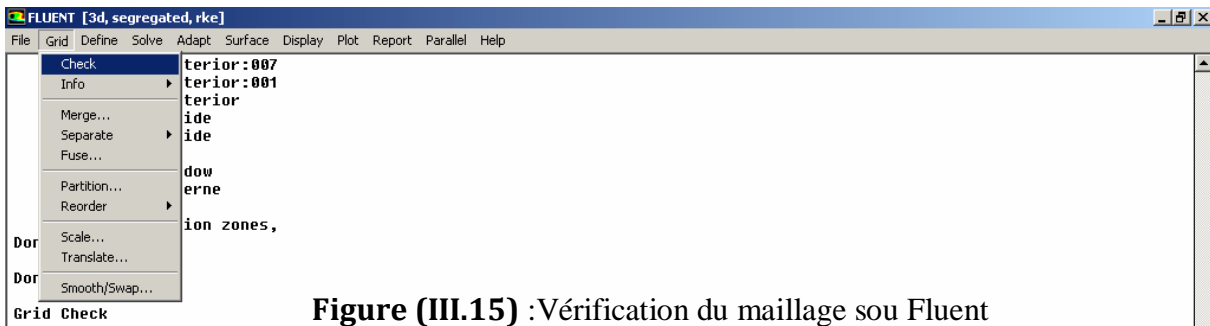 FLUENT [3d, segregated, rke]
File Grid Define Solve Adapt Surface Display Plot Report Parallel Help
Check
Info
Merge...
Separate
Fuse...
Partition...
Reorder
Scale...
Translate...
Smooth/Swap...
terior:007
terior:001
terior
ide
ide
dow
erne
ion zones,
Don
Don
Grid Check
Figure (III.15) :Vérification du maillage sou Fluent